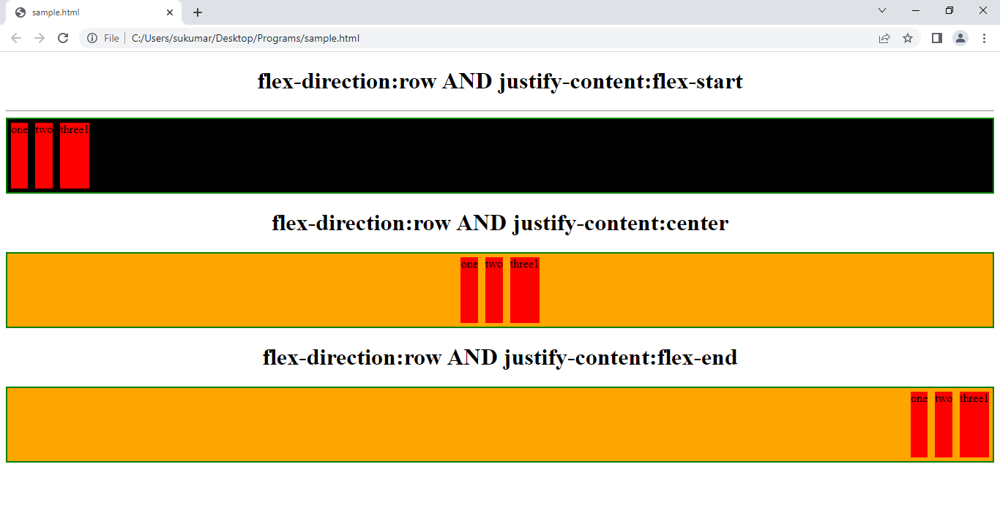 sample.html
File C:/Users/sukumar/Desktop/Programs/sample.html
flex-direction:row AND justify-content:flex-start
one two three1
flex-direction:row AND justify-content:center
one two three1
flex-direction:row AND justify-content:flex-end
one two three1